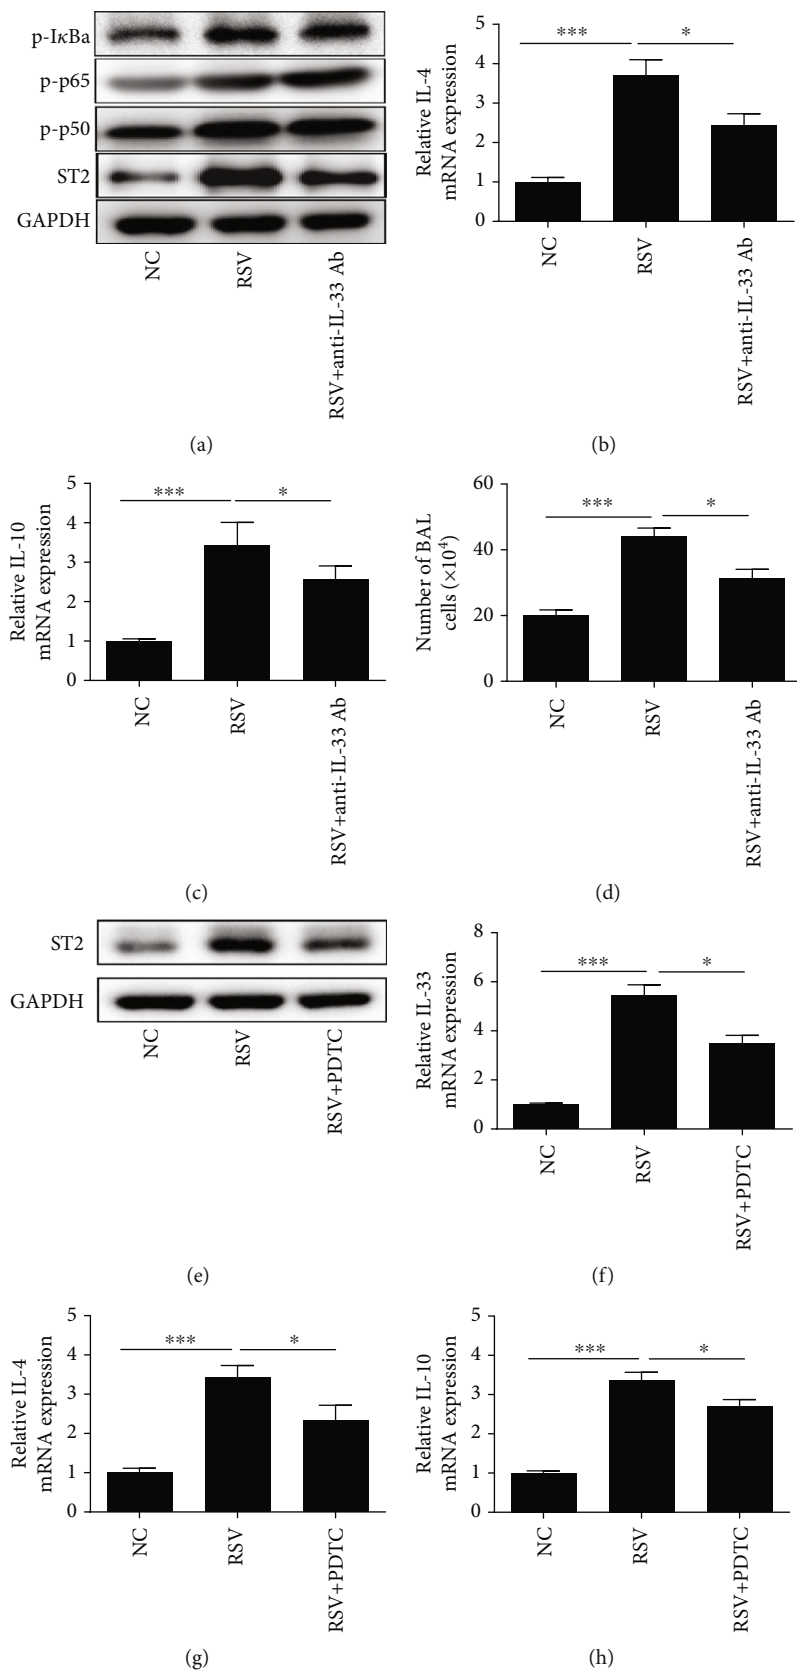 p-IκBa
p-p65
p-p50
ST2
GAPDH
NC
RSV
RSV+anti-IL-33 Ab
(a)
Relative IL-4
mRNA expression
5
4
3
2
1
0
***
*
NC
RSV
RSV+anti-IL-33 Ab
(b)
Relative IL-10
mRNA expression
5
4
3
2
1
0
***
*
NC
RSV
RSV+anti-IL-33 Ab
(c)
Number of BAL
cells (×10⁴)
60
40
20
0
***
*
NC
RSV
RSV+anti-IL-33 Ab
(d)
ST2
GAPDH
NC
RSV
RSV+PDTC
(e)
Relative IL-33
mRNA expression
8
6
4
2
0
***
*
NC
RSV
RSV+PDTC
(f)
Relative IL-4
mRNA expression
5
4
3
2
1
0
***
*
NC
RSV
RSV+PDTC
(g)
Relative IL-10
mRNA expression
5
4
3
2
1
0
***
*
NC
RSV
RSV+PDTC
(h)